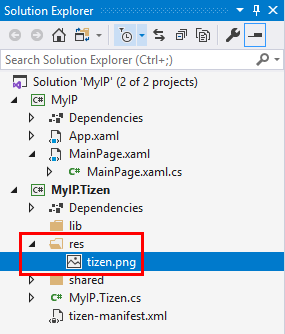 Solution Explorer
Search Solution Explorer (Ctrl+;)
Solution 'MyIP' (2 of 2 projects)
C# MyIP
Dependencies
App.xaml
MainPage.xaml
C# MainPage.xaml.cs
C# MyIP.Tizen
Dependencies
lib
res
tizen.png
shared
C# MyIP.Tizen.cs
tizen-manifest.xml